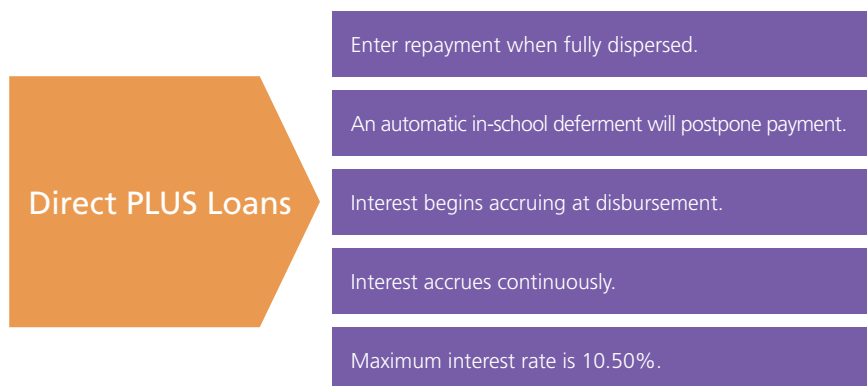 Direct PLUS Loans
Enter repayment when fully dispersed.
An automatic in-school deferment will postpone payment.
Interest begins accruing at disbursement.
Interest accrues continuously.
Maximum interest rate is 10.50%.